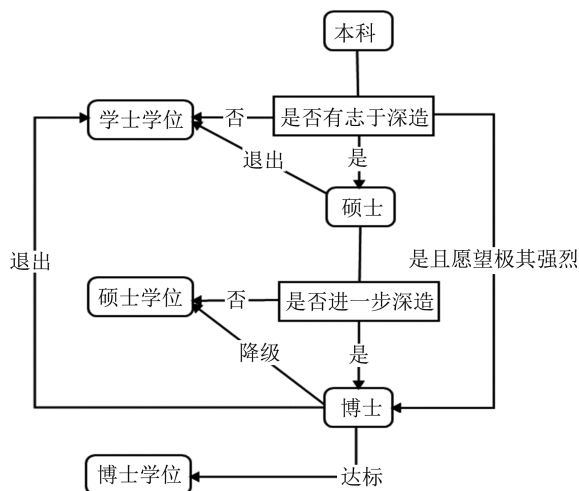 本科
学士学位
否
是否有志于深造
退出
是
硕士
退出
是且愿望极其强烈
硕士学位
否
是否进一步深造
降级
是
博士
博士学位
达标